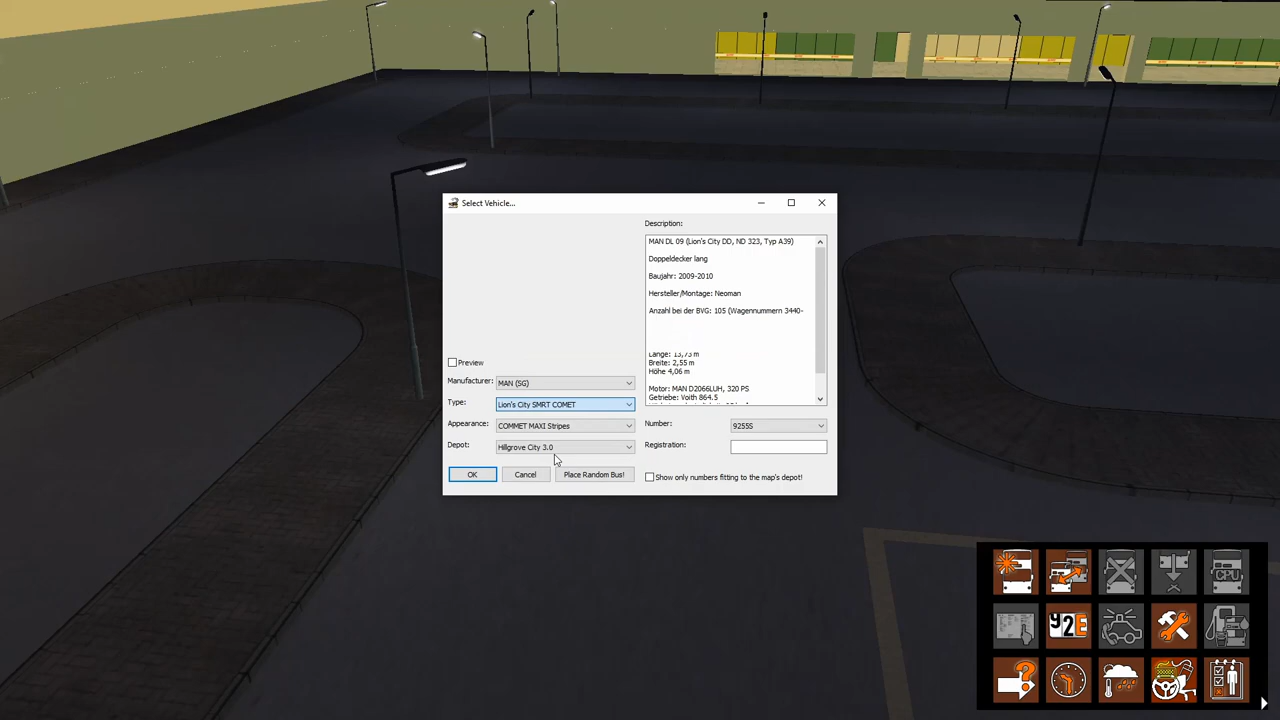 Select Vehicle...
Description:
MAN DL 09 (Lion's City DD, ND 323, Typ A39)
Doppeldecker lang
Baujahr: 2009-2010
Hersteller/Montage: Neoman
Anzahl bei der BVG: 105 (Wagennummern 3440-
Länge: 13,73 m
Breite: 2,55 m
Höhe 4,06 m
Motor: MAN D2066LUH, 320 PS
Getriebe: Voith 864.5
Preview
Manufacturer: MAN (SG)
Type: Lion's City SMRT COMET
Appearance: COMMET MAXI Stripes
Number: 9255S
Depot: Hillgrove City 3.0
Registration:
OK Cancel Place Random Bus!
Show only numbers fitting to the map's depot!
CPU
92E